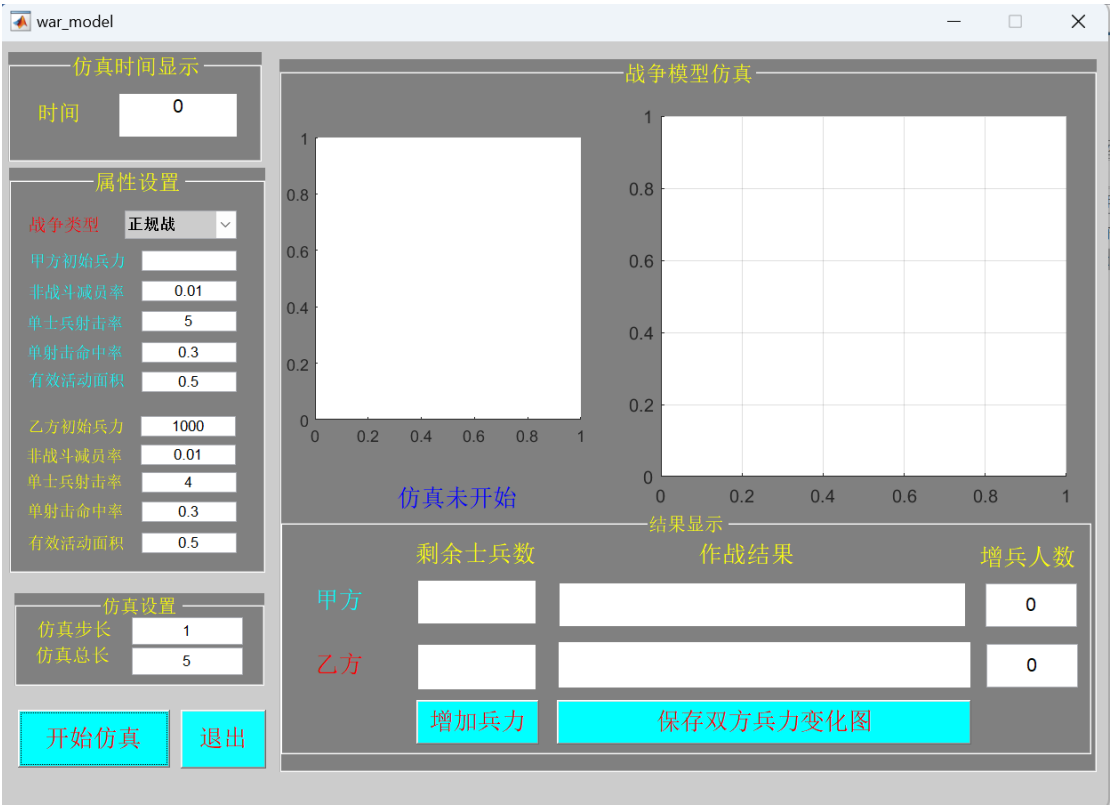 war_model
仿真时间显示
时间
0
属性设置
战争类型 正规战
甲方初始兵力
非战斗减员率 0.01
单士兵射击率 5
单射击命中率 0.3
有效活动面积 0.5
乙方初始兵力 1000
非战斗减员率 0.01
单士兵射击率 4
单射击命中率 0.3
有效活动面积 0.5
仿真设置
仿真步长 1
仿真总长 5
开始仿真 退出
战争模型仿真
1
0.8
0.6
0.4
0.2
0
0 0.2 0.4 0.6 0.8 1
仿真未开始
1
0.8
0.6
0.4
0.2
0
0 0.2 0.4 0.6 0.8 1
结果显示
剩余士兵数 作战结果 增兵人数
甲方 0
乙方 0
增加兵力 保存双方兵力变化图